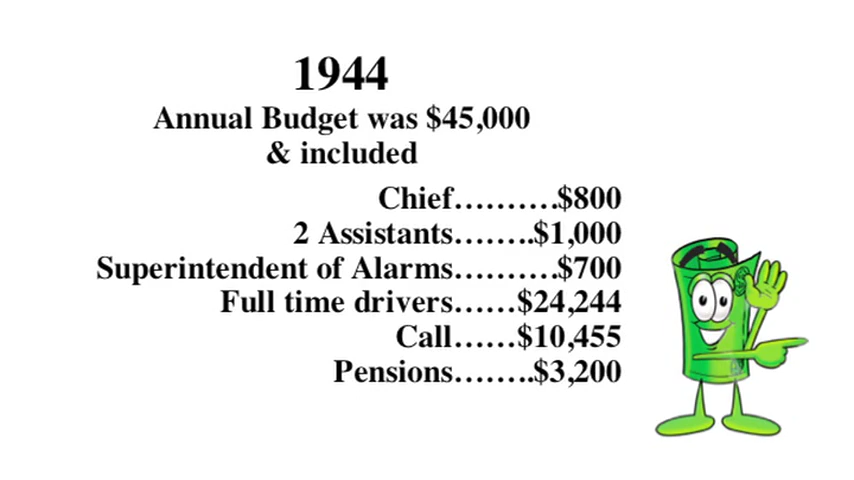 1944
Annual Budget was $45,000
& included
Chief……….$800
2 Assistants……..$1,000
Superintendent of Alarms……….$700
Full time drivers……$24,244
Call……$10,455
Pensions……..$3,200